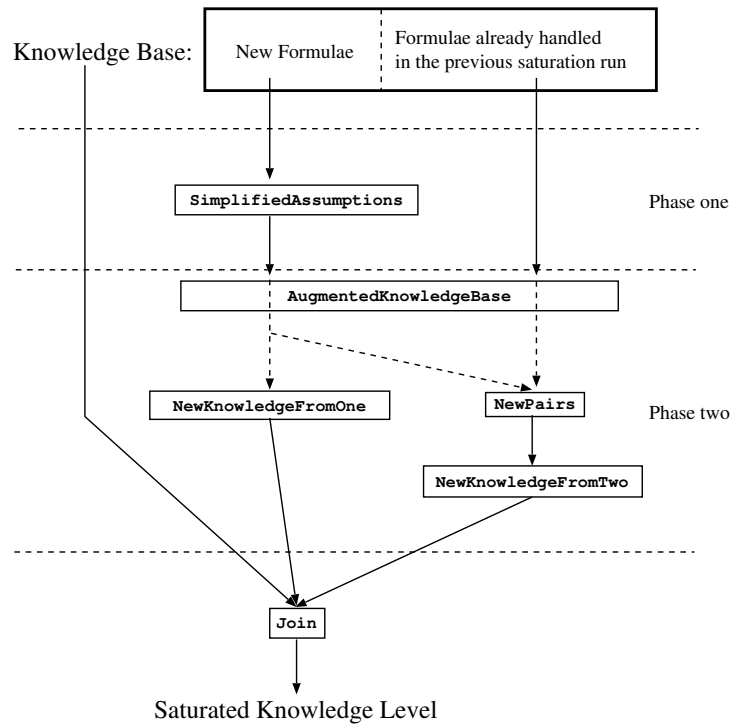 Knowledge Base:
New Formulae
Formulae already handled
in the previous saturation run
SimplifiedAssumptions
Phase one
AugmentedKnowledgeBase
NewKnowledgeFromOne
NewPairs
Phase two
NewKnowledgeFromTwo
Join
Saturated Knowledge Level